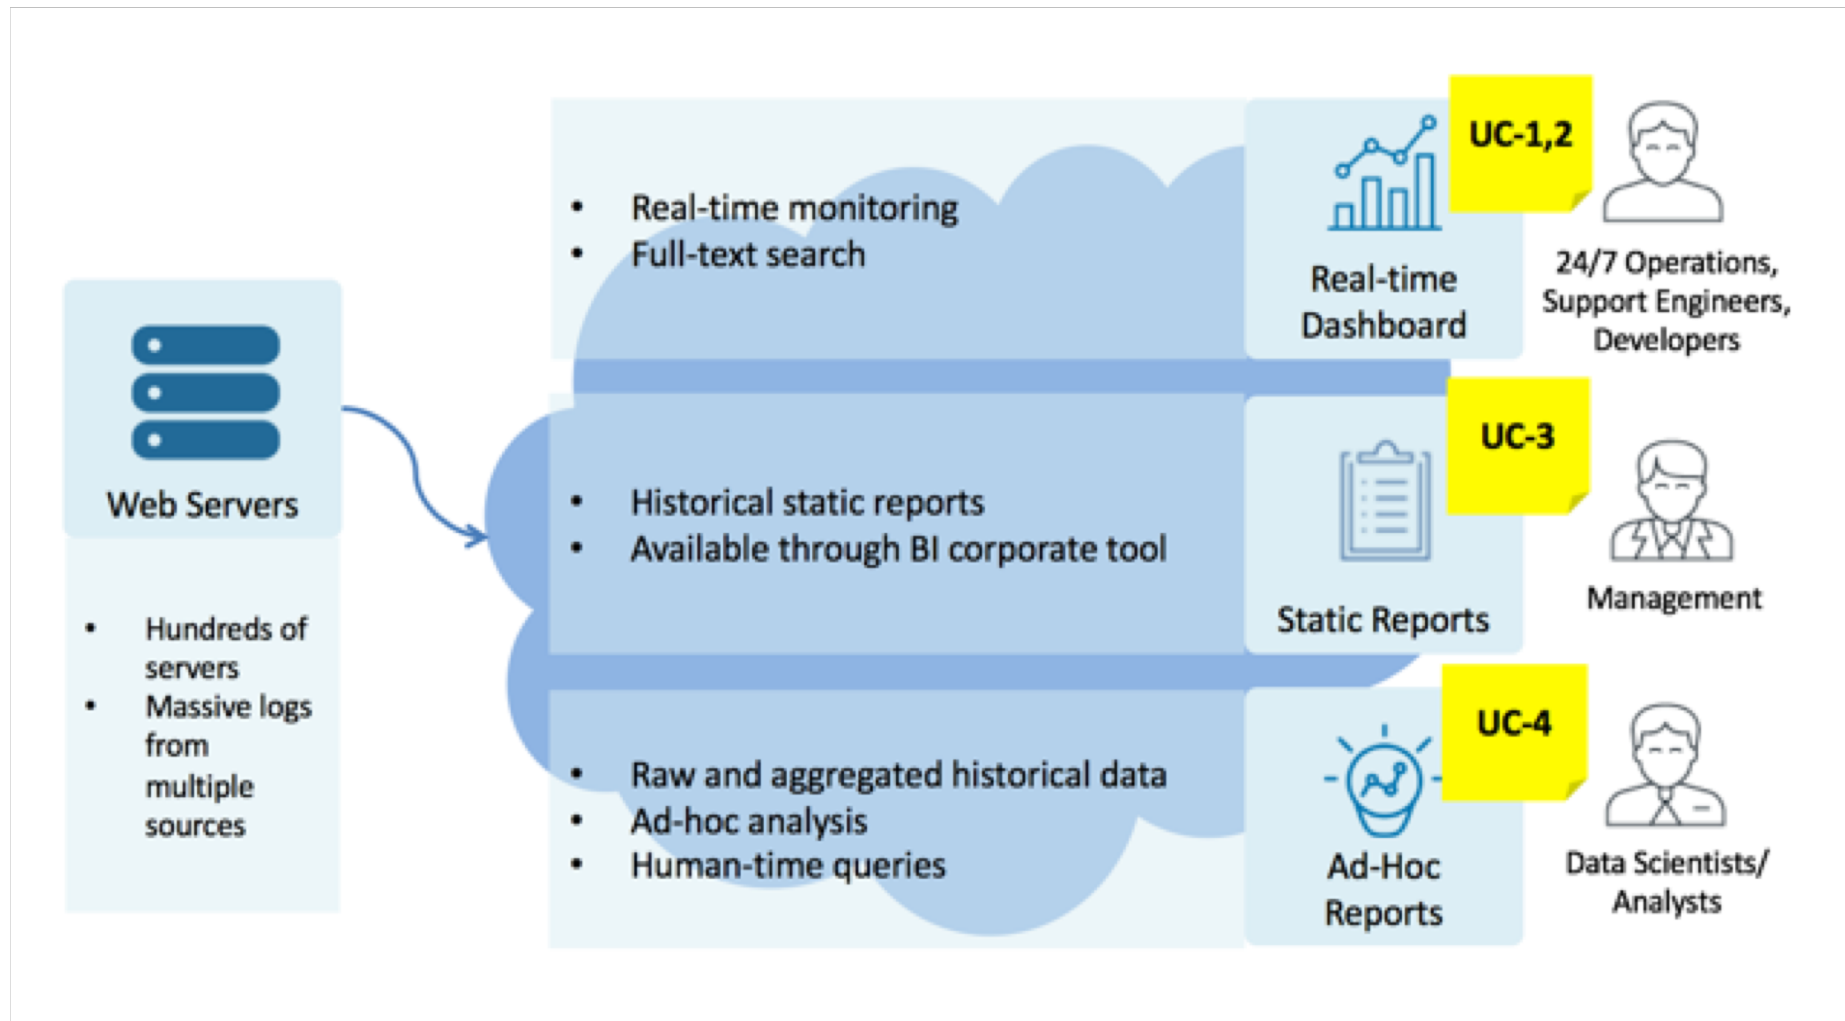 Web Servers
• Hundreds of
servers
• Massive logs
from
multiple
sources
• Real-time monitoring
• Full-text search
Real-time
Dashboard
UC-1,2
24/7 Operations,
Support Engineers,
Developers
• Historical static reports
• Available through BI corporate tool
Static Reports
UC-3
Management
• Raw and aggregated historical data
• Ad-hoc analysis
• Human-time queries
Ad-Hoc
Reports
UC-4
Data Scientists/
Analysts